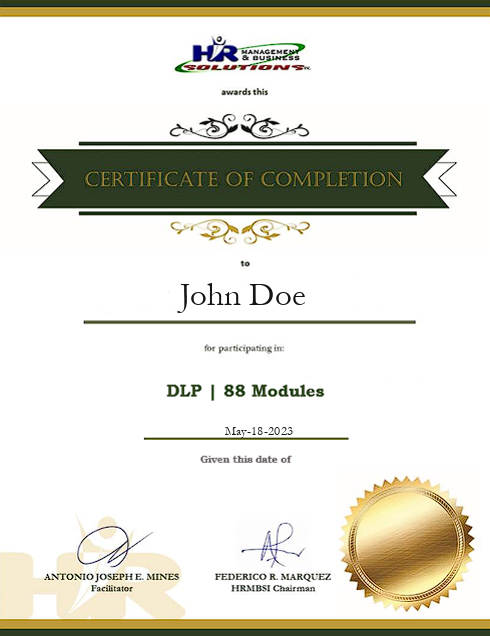 HR MANAGEMENT
& BUSINESS
SOLUTIONS
awards this
CERTIFICATE OF COMPLETION
to
John Doe
for participating in:
DLP | 88 Modules
May-18-2023
Given this date of
HR
ANTONIO JOSEPH E. MINES
Facilitator
FEDERICO R. MARQUEZ
HRMBSI Chairman